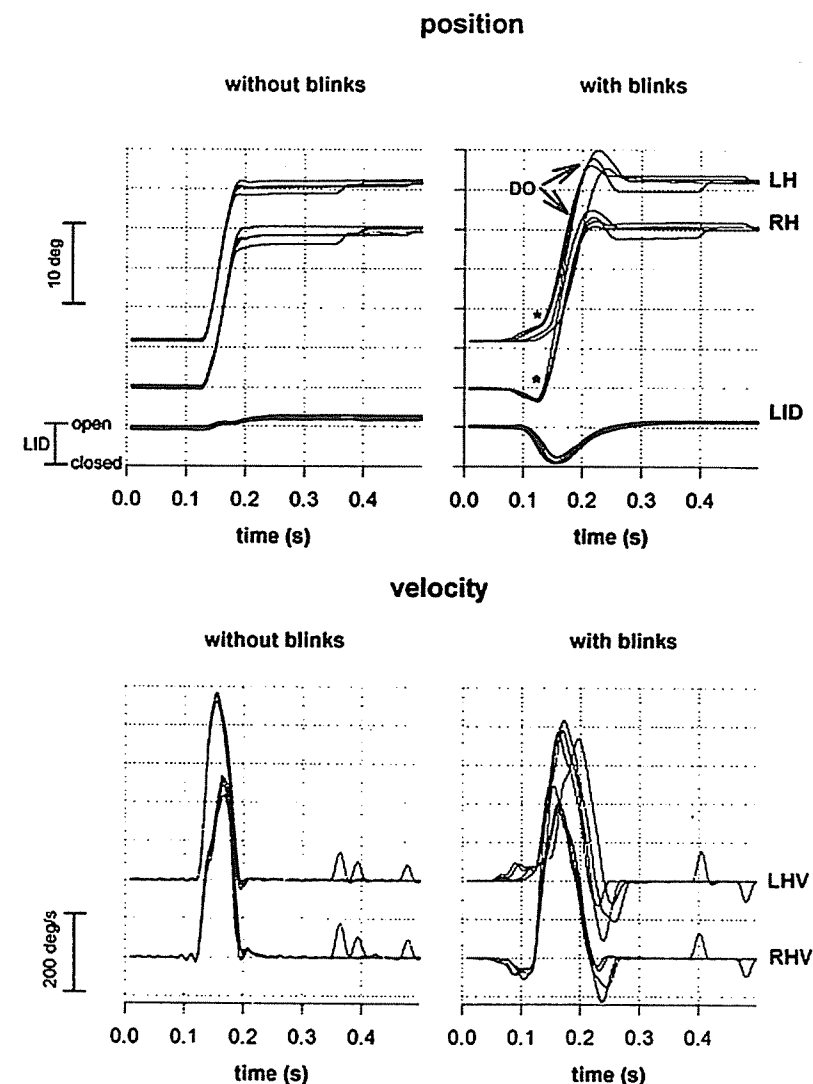 position
without blinks
with blinks
DO
LH
RH
10 deg
*
*
LID
open
LID
closed
0.0 0.1 0.2 0.3 0.4
0.0 0.1 0.2 0.3 0.4
time (s)
time (s)
velocity
without blinks
with blinks
LHV
200 deg/s
RHV
0.0 0.1 0.2 0.3 0.4
0.0 0.1 0.2 0.3 0.4
time (s)
time (s)